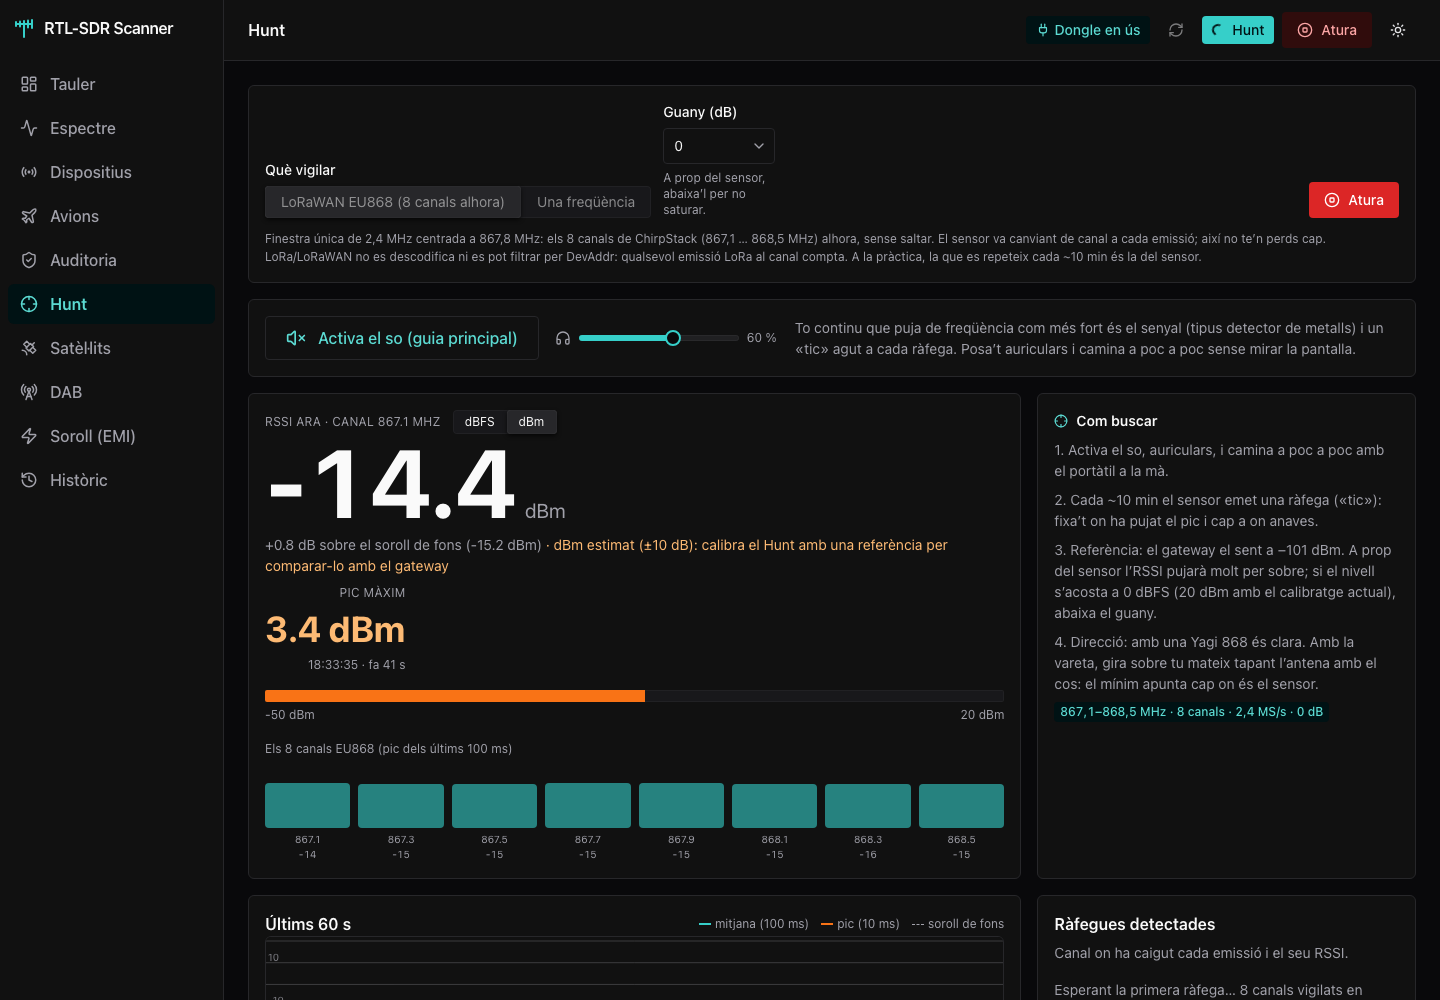 RTL-SDR Scanner
Tauler
Espectre
Dispositius
Avions
Auditoria
Hunt
Satèl·lits
DAB
Soroll (EMI)
Històric
Hunt
Dongle en ús
Hunt
Atura
Què vigilar
LoRaWAN EU868 (8 canals alhora)
Una freqüència
Guany (dB)
0
A prop del sensor,
abaixa'l per no
saturar.
Atura
Finestra única de 2,4 MHz centrada a 867,8 MHz: els 8 canals de ChirpStack (867,1 … 868,5 MHz) alhora, sense saltar. El sensor va canviant de canal a cada emissió; així no te'n perds cap.
LoRa/LoRaWAN no es descodifica ni es pot filtrar per DevAddr: qualsevol emissió LoRa al canal compta. A la pràctica, la que es repeteix cada ~10 min és la del sensor.
Activa el so (guia principal)
60 %
To continu que puja de freqüència com més fort és el senyal (tipus detector de metalls) i un
«tic» agut a cada ràfega. Posa't auriculars i camina a poc a poc sense mirar la pantalla.
RSSI ARA · CANAL 867.1 MHZ
dBFS
dBm
-14.4 dBm
+0.8 dB sobre el soroll de fons (-15.2 dBm) · dBm estimat (±10 dB): calibra el Hunt amb una referència per
comparar-lo amb el gateway
PIC MÀXIM
3.4 dBm
18:33:35 · fa 41 s
-50 dBm
20 dBm
Els 8 canals EU868 (pic dels últims 100 ms)
867.1 867.3 867.5 867.7 867.9 868.1 868.3 868.5
-14 -15 -15 -15 -15 -15 -16 -15
Com buscar
1. Activa el so, auriculars, i camina a poc a poc amb
el portàtil a la mà.
2. Cada ~10 min el sensor emet una ràfega («tic»):
fixa't on ha pujat el pic i cap a on anaves.
3. Referència: el gateway el sent a −101 dBm. A prop
del sensor l'RSSI pujarà molt per sobre; si el nivell
s'acosta a 0 dBFS (20 dBm amb el calibratge actual),
abaixa el guany.
4. Direcció: amb una Yagi 868 és clara. Amb la
vareta, gira sobre tu mateix tapant l'antena amb el
cos: el mínim apunta cap on és el sensor.
867,1–868,5 MHz · 8 canals · 2,4 MS/s · 0 dB
Últims 60 s
mitjana (100 ms)
pic (10 ms)
--- soroll de fons
10
-10
Ràfegues detectades
Canal on ha caigut cada emissió i el seu RSSI.
Esperant la primera ràfega… 8 canals vigilats en